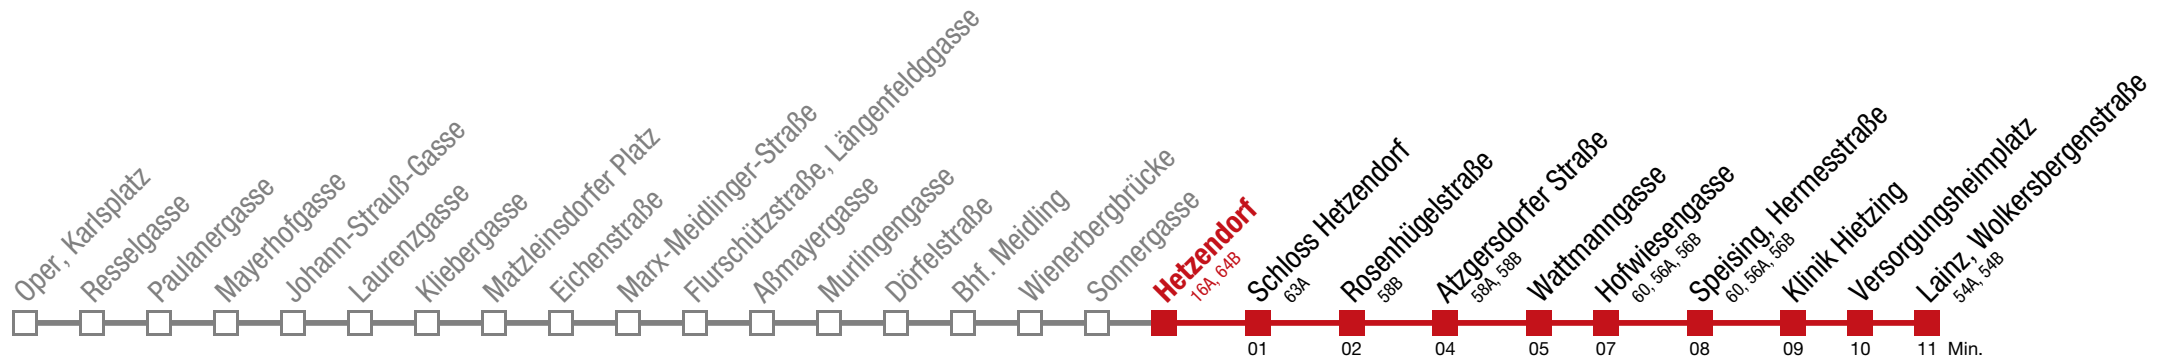 Oper, Karlsplatz
Resselgasse
Paulanergasse
Mayerhofgasse
Johann-Strauß-Gasse
Laurenzgasse
Kliebergasse
Matzleinsdorfer Platz
Eichenstraße
Marx-Meidlinger-Straße
Flurschützstraße, Längenfeldggasse
Aßmayergasse
Murlingengasse
Dörfelstraße
Bhf. Meidling
Wienerbergbrücke
Sonnergasse
Hetzendorf
16A, 64B
Schloss Hetzendorf
63A
Rosenhügelstraße
58B
Atzgersdorfer Straße
58A, 58B
Wattmanngasse
Hofwiesengasse
60, 56A, 56B
Speising, Hermesstraße
60, 56A, 56B
Klinik Hietzing
Versorgungsheimplatz
Lainz, Wolkersbergenstraße
54A, 54B
01 02 04 05 07 08 09 10 11 Min.